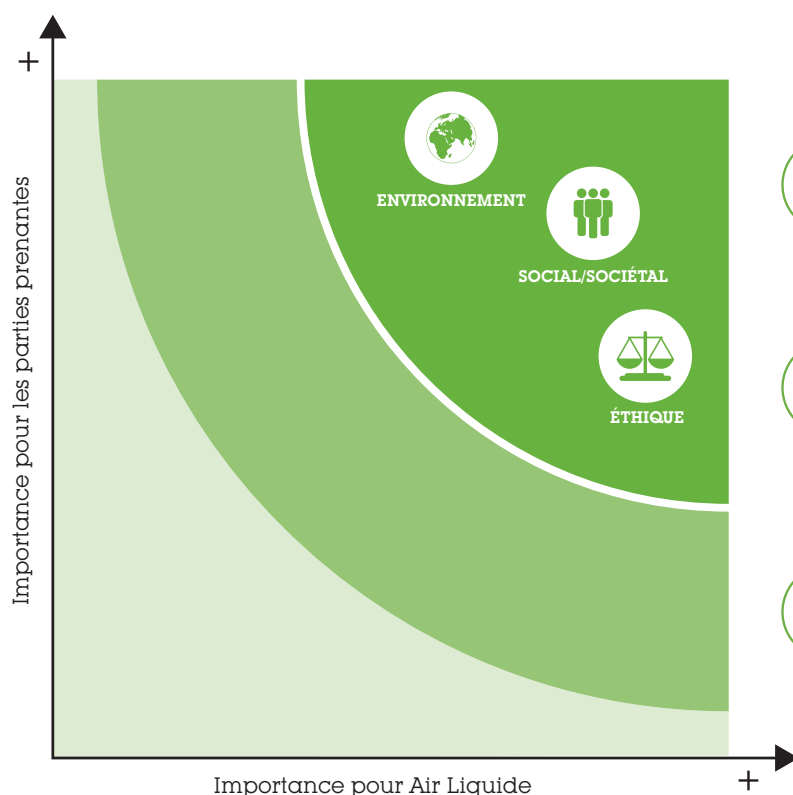 +
Importance pour les parties prenantes
ENVIRONNEMENT
SOCIAL/SOCIÉTAL
ÉTHIQUE
Importance pour Air Liquide
+